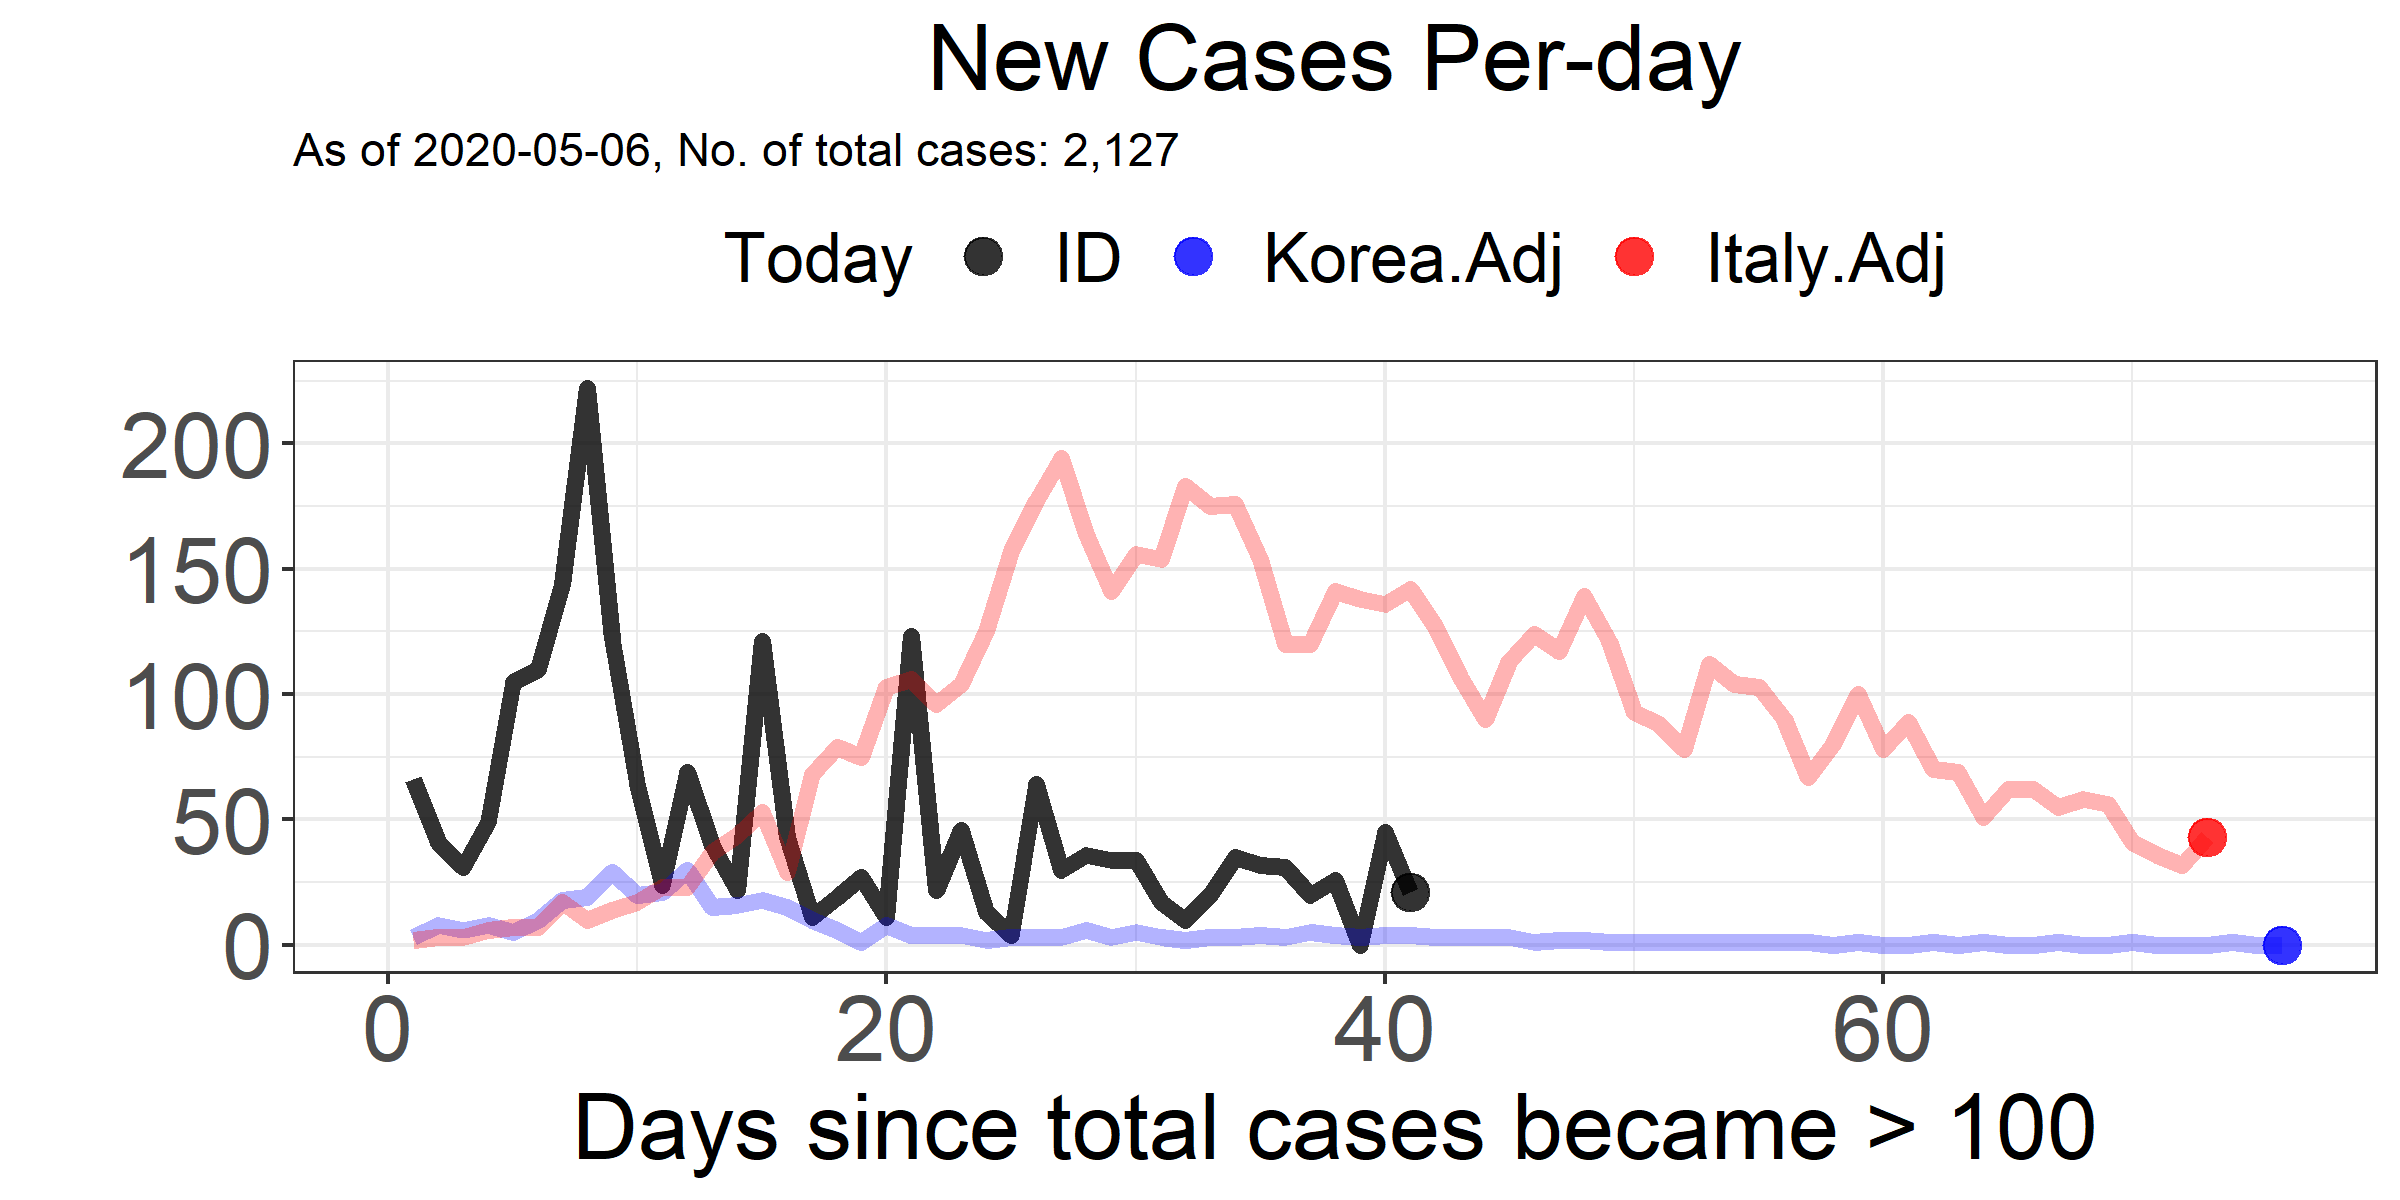 New Cases Per-day
As of 2020-05-06, No. of total cases: 2,127
Today ID Korea.Adj Italy.Adj
200
150
100
50
0
0 20 40 60
Days since total cases became > 100